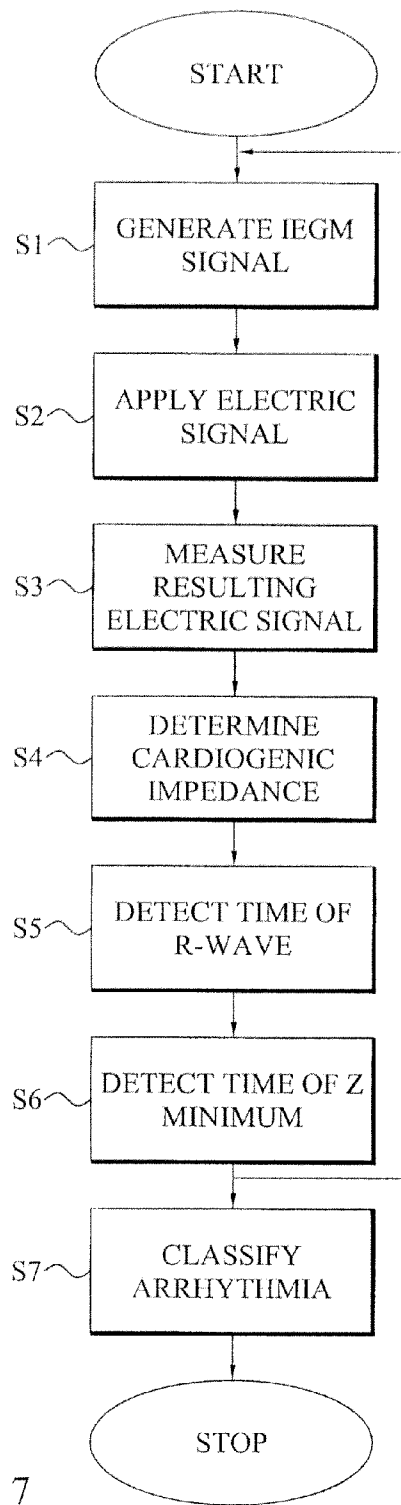 START
S1
GENERATE IEGM
SIGNAL
S2
APPLY ELECTRIC
SIGNAL
S3
MEASURE
RESULTING
ELECTRIC SIGNAL
S4
DETERMINE
CARDIOGENIC
IMPEDANCE
S5
DETECT TIME OF
R-WAVE
S6
DETECT TIME OF Z
MINIMUM
S7
CLASSIFY
ARRHYTHMIA
STOP
7